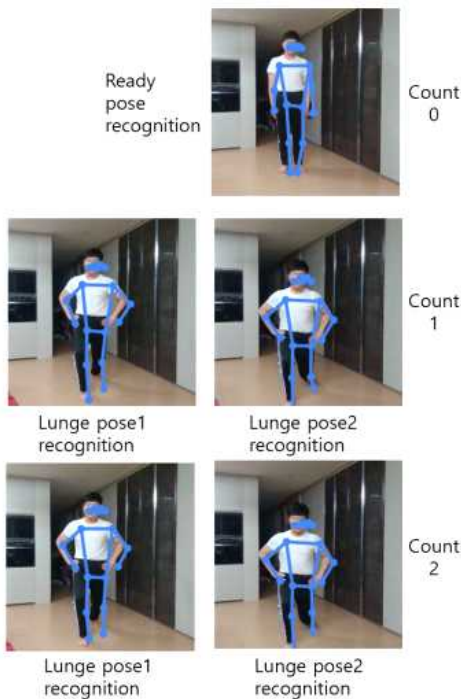 Ready
pose
recognition
Count
0
Count
1
Lunge pose1
recognition
Lunge pose2
recognition
Count
2
Lunge pose1
recognition
Lunge pose2
recognition